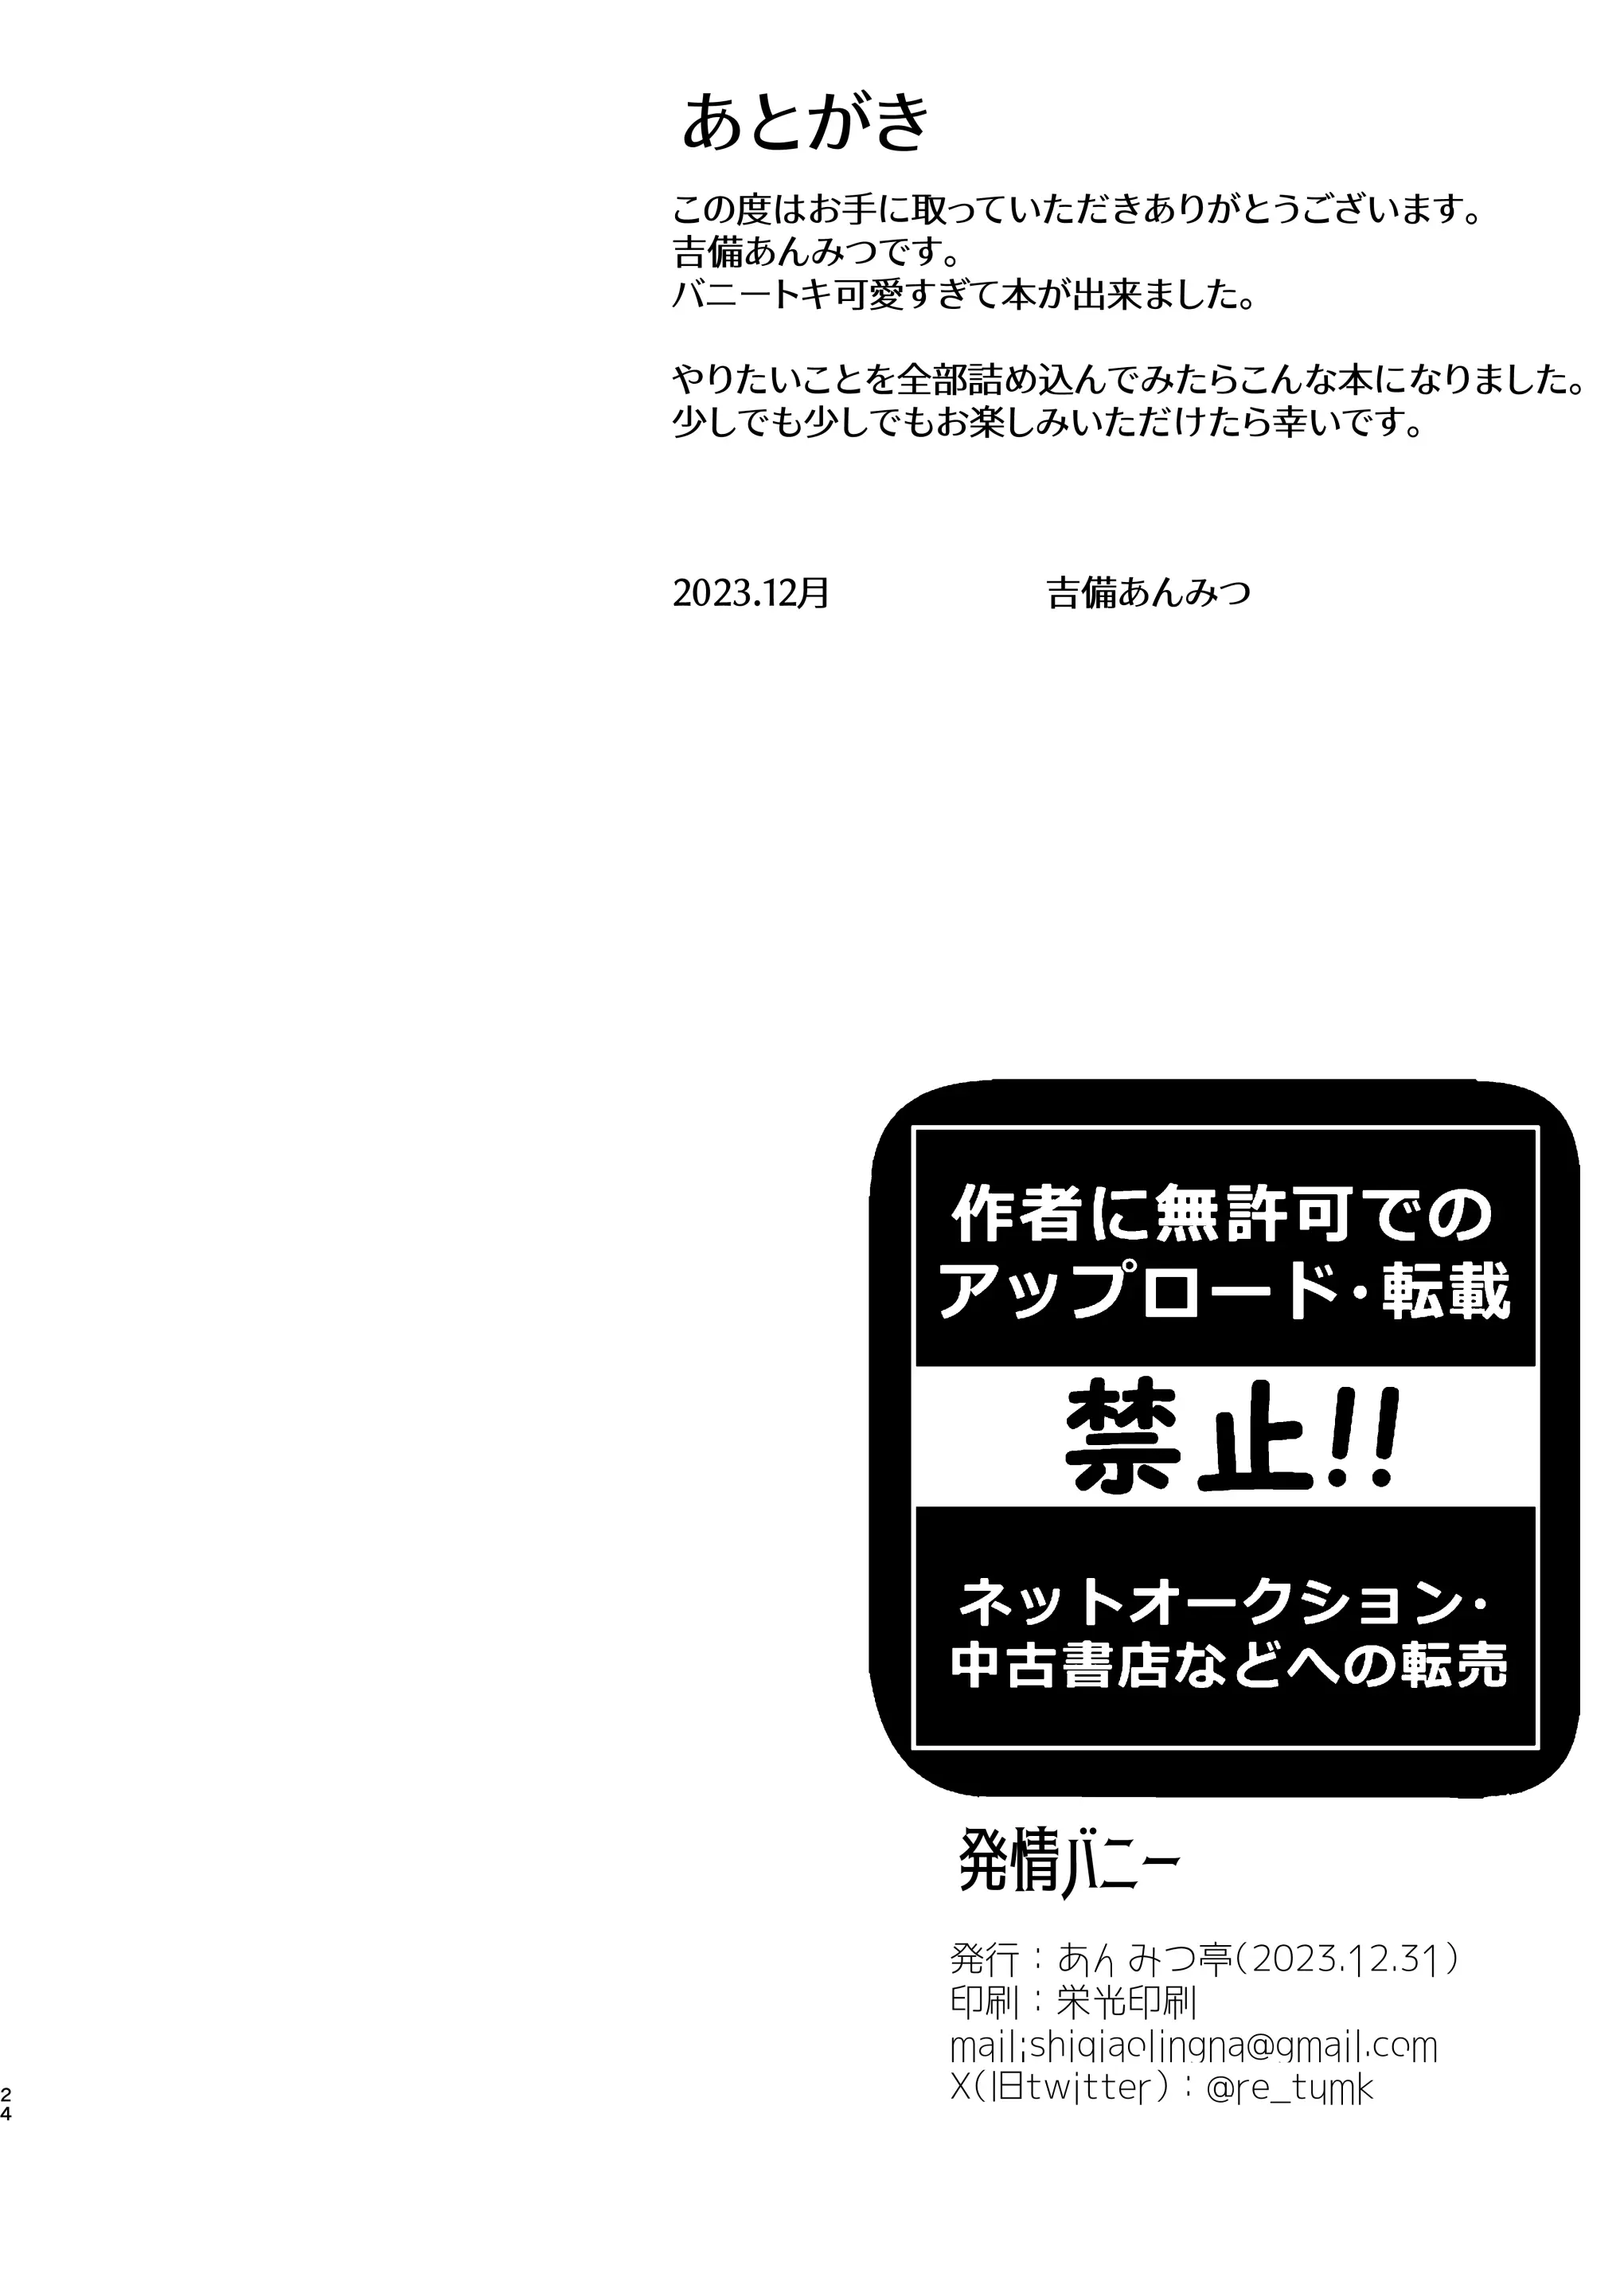 あとがき
この度はお手に取っていただきありがとうございます。
吉備あんみつです。
バニートキ可愛すぎて本が出来ました。
やりたいことを全部詰め込んでみたらこんな本になりました。
少しでも少しでもお楽しみいただけたら幸いです。
2023.12月 吉備あんみつ
作者に無許可での
アップロード・転載
禁止!!
ネットオークション・
中古書店などへの転売
発情バニー
発行：あんみつ亭(2023.12.31)
印刷：栄光印刷
mail:shiqiaolingna@gmail.com
X(旧twitter)：@re_tymk
24